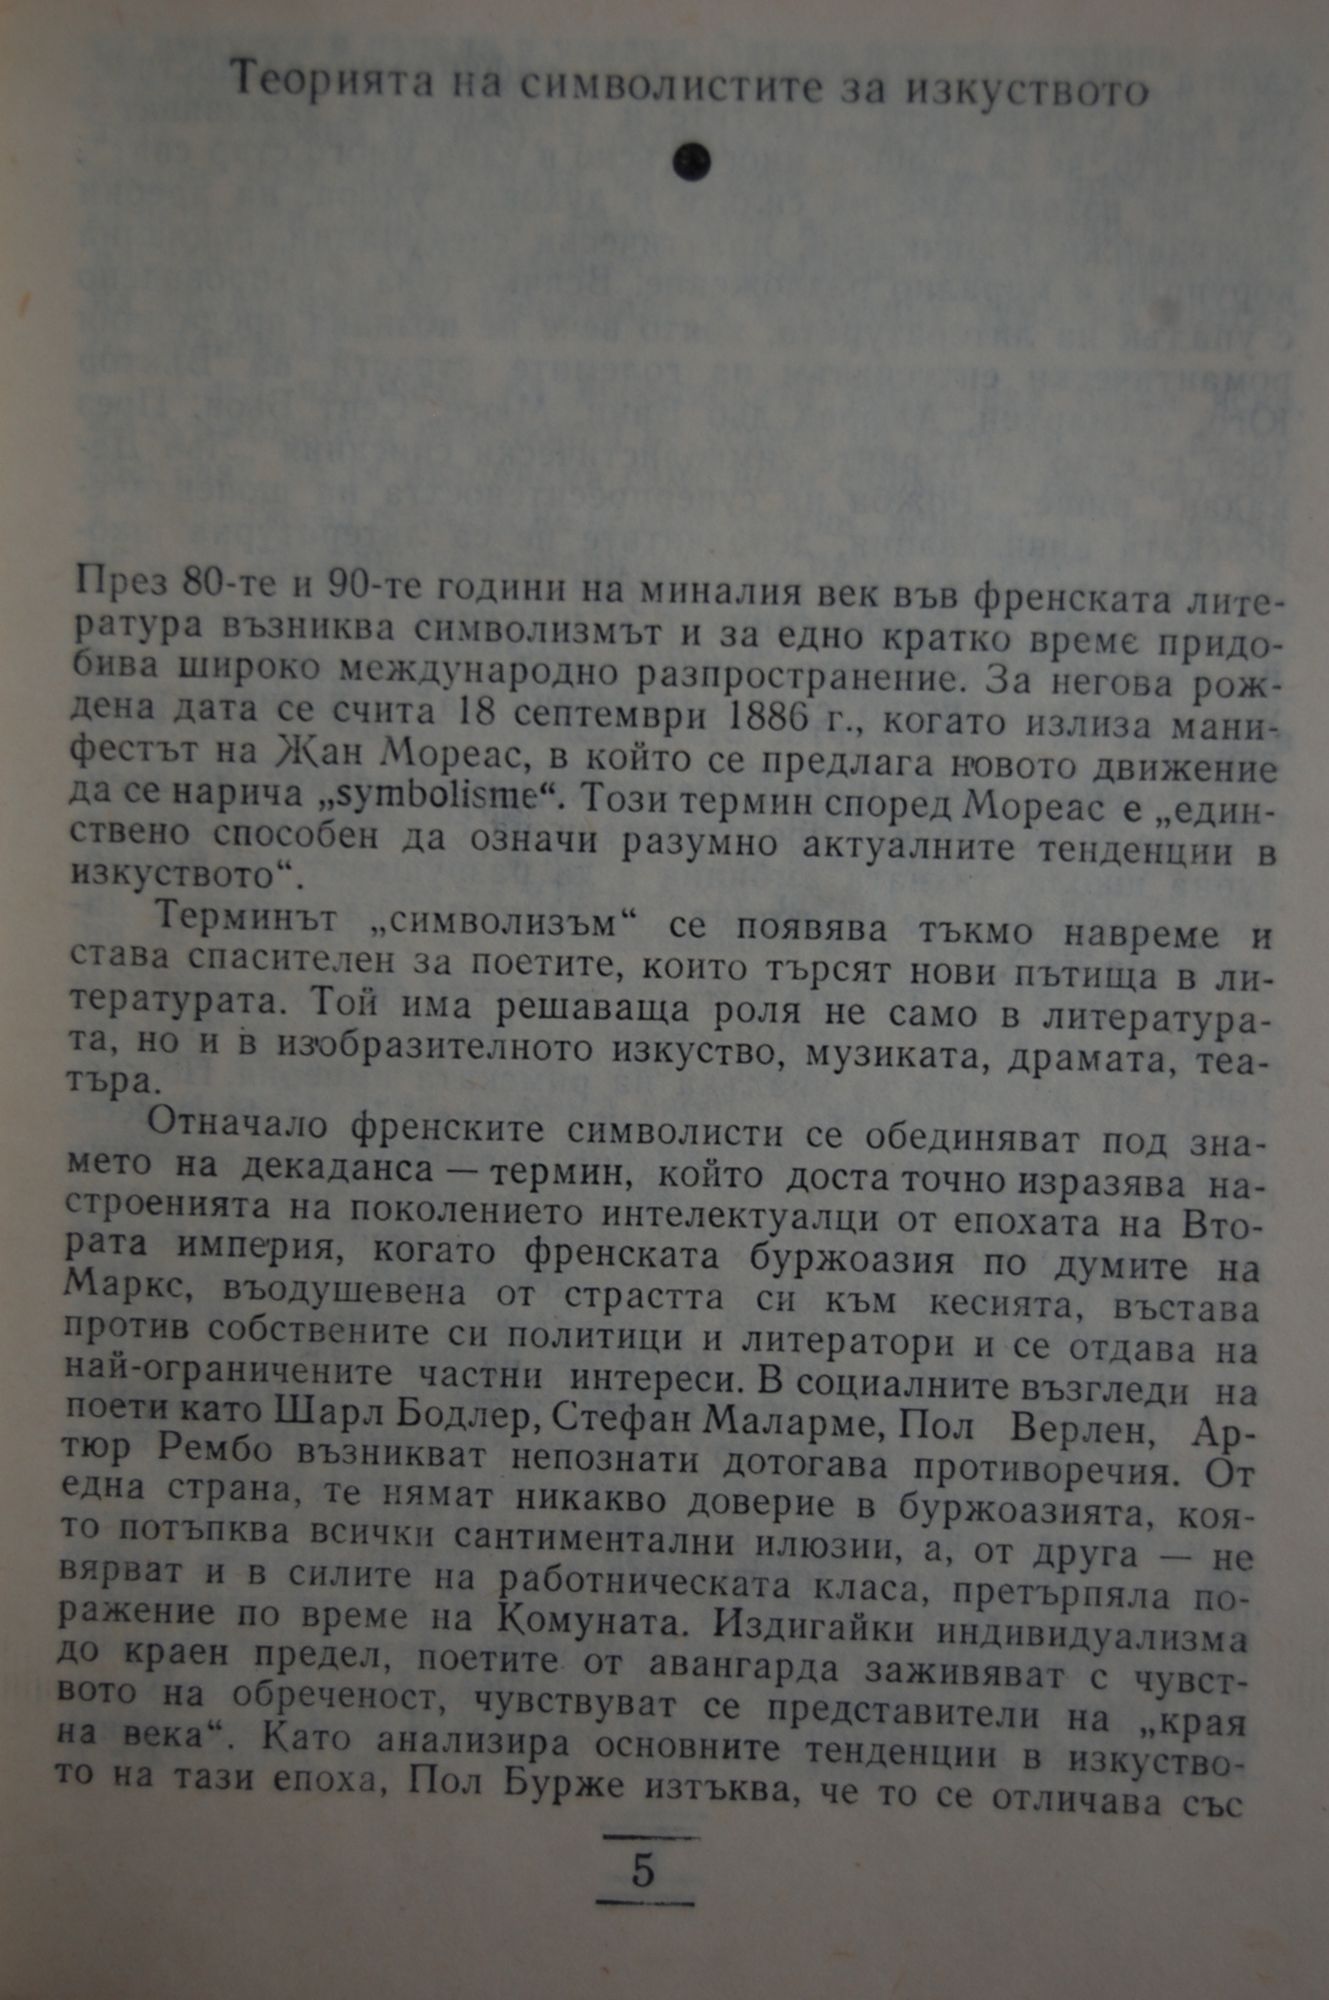 Теорията на символистите за изкуството
През 80-те и 90-те години на миналия век във френската лите-
ратура възниква символизмът и за едно кратко време придо-
бива широко международно разпространение. За негова рож-
дена дата се счита 18 септември 1886 г., когато излиза мани-
фестът на Жан Мореас, в който се предлага новото движение
да се нарича „symbolisme“. Този термин според Мореас е „един-
ствено способен да означи разумно актуалните тенденции в
изкуството“.
Терминът „символизъм“ се появява тъкмо навреме и
става спасителен за поетите, които търсят нови пътища в ли-
тературата. Той има решаваща роля не само в литература-
та, но и в изобразителното изкуство, музиката, драмата, теа-
търа.
Отначало френските символисти се обединяват под зна-
мето на декаданса — термин, който доста точно изразява на-
строенията на поколението интелектуалци от епохата на Вто-
рата империя, когато френската буржоазия по думите на
Маркс, въодушевена от страстта си към кесията, въстава
против собствените си политици и литератори и се отдава на
най-ограничените частни интереси. В социалните възгледи на
поети като Шарл Бодлер, Стефан Маларме, Пол Верлен, Ар-
тюр Рембо възникват непознати дотогава противоречия. От
една страна, те нямат никакво доверие в буржоазията, коя-
то потъпква всички сантиментални илюзии, а, от друга — не
вярват и в силите на работническата класа, претърпяла по-
ражение по време на Комуната. Издигайки индивидуализма
до краен предел, поетите от авангарда заживяват с чувст-
вото на обреченост, чувствуват се представители на „края
на века“. Като анализира основните тенденции в изкуство-
то на тази епоха, Пол Бурже изтъква, че то се отличава със
5